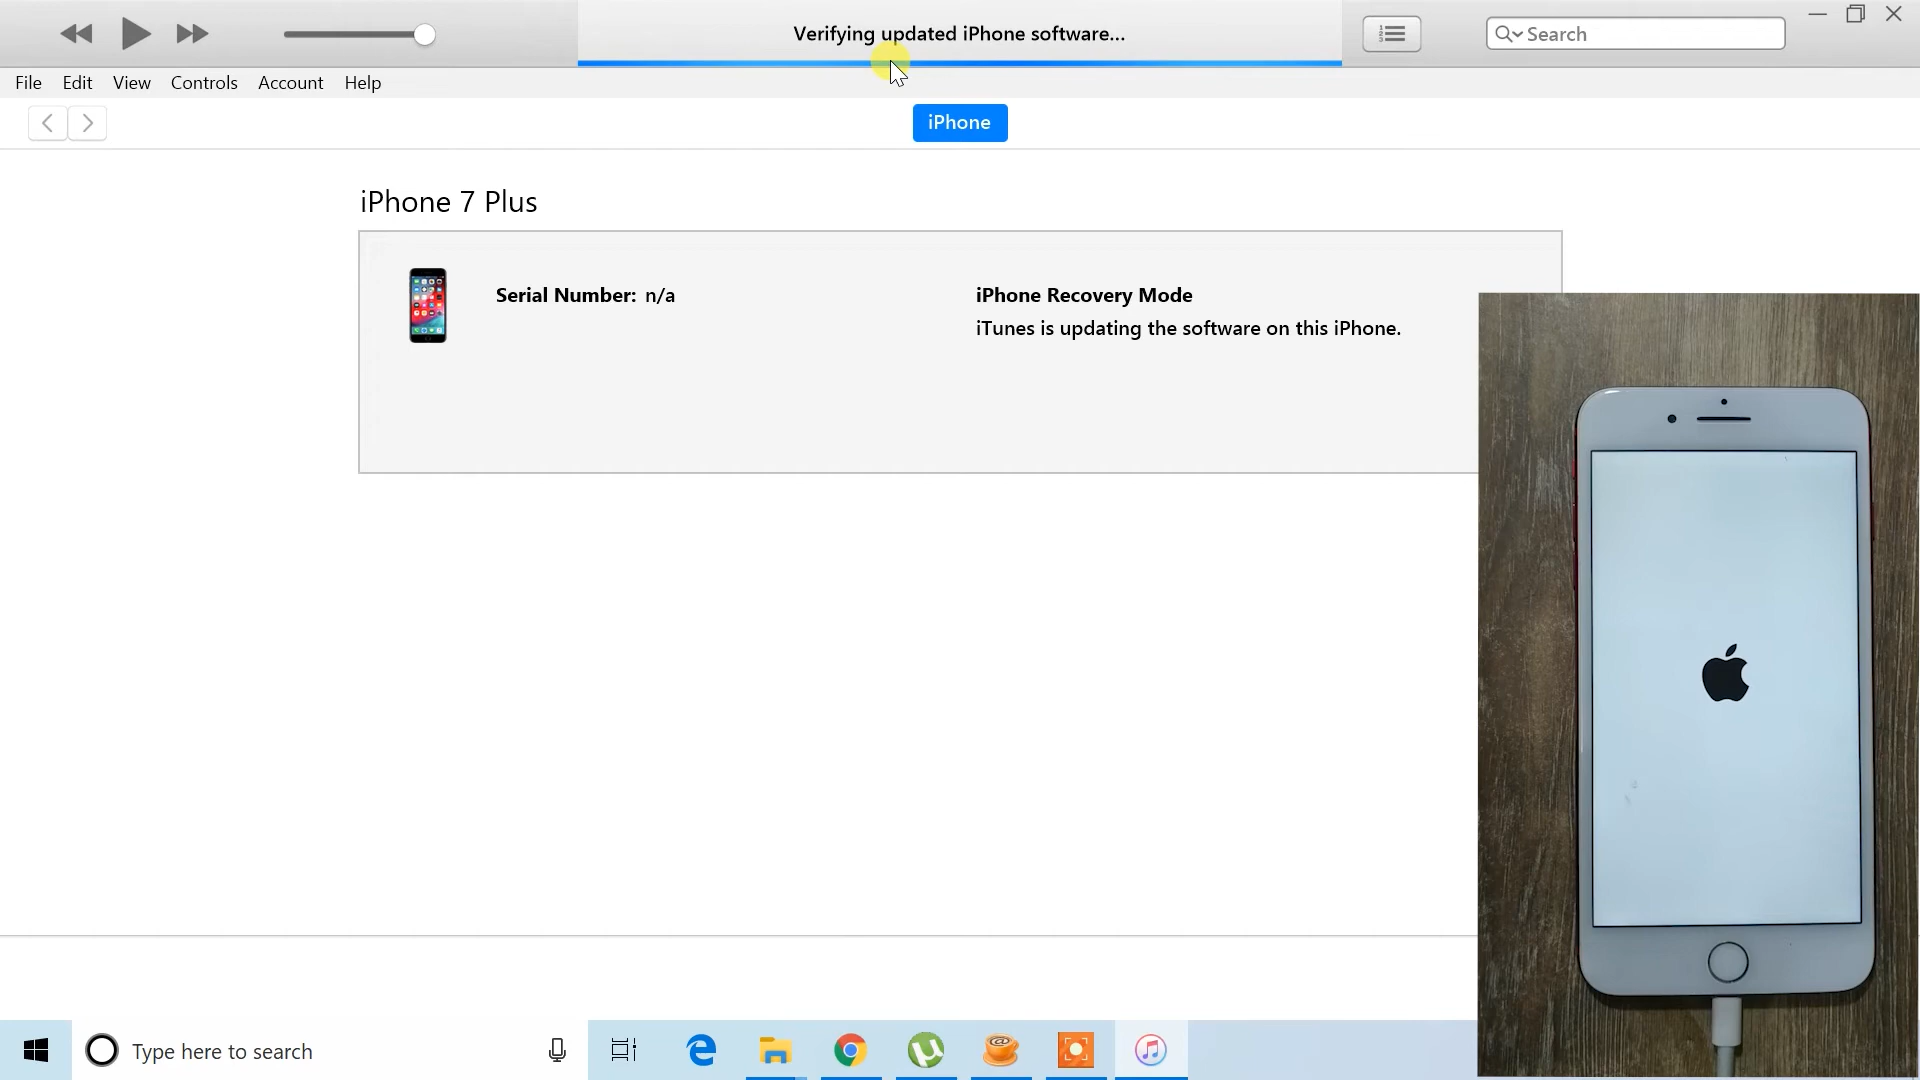 Verifying updated iPhone software...
Search
File Edit View Controls Account Help
iPhone
iPhone 7 Plus
Serial Number: n/a
iPhone Recovery Mode
iTunes is updating the software on this iPhone.
Type here to search